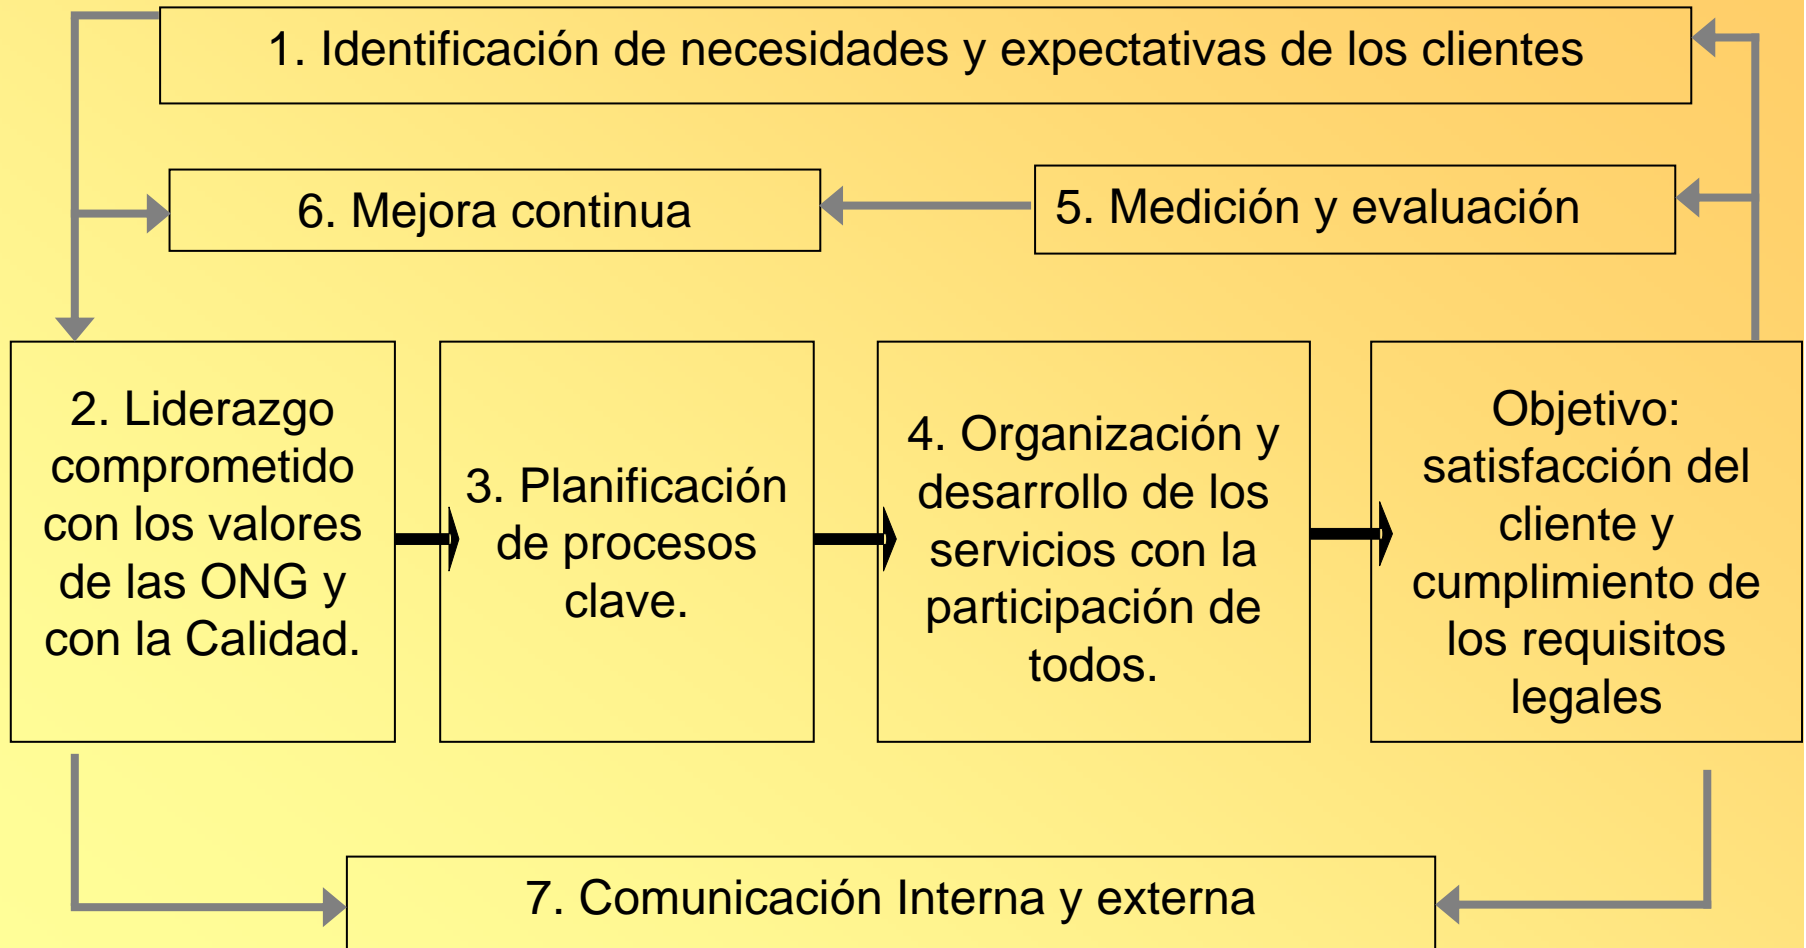 1. Identificación de necesidades y expectativas de los clientes
6. Mejora continua
5. Medición y evaluación
2. Liderazgo
comprometido
con los valores
de las ONG y
con la Calidad.
3. Planificación
de procesos
clave.
4. Organización y
desarrollo de los
servicios con la
participación de
todos.
Objetivo:
satisfacción del
cliente y
cumplimiento de
los requisitos
legales
7. Comunicación Interna y externa